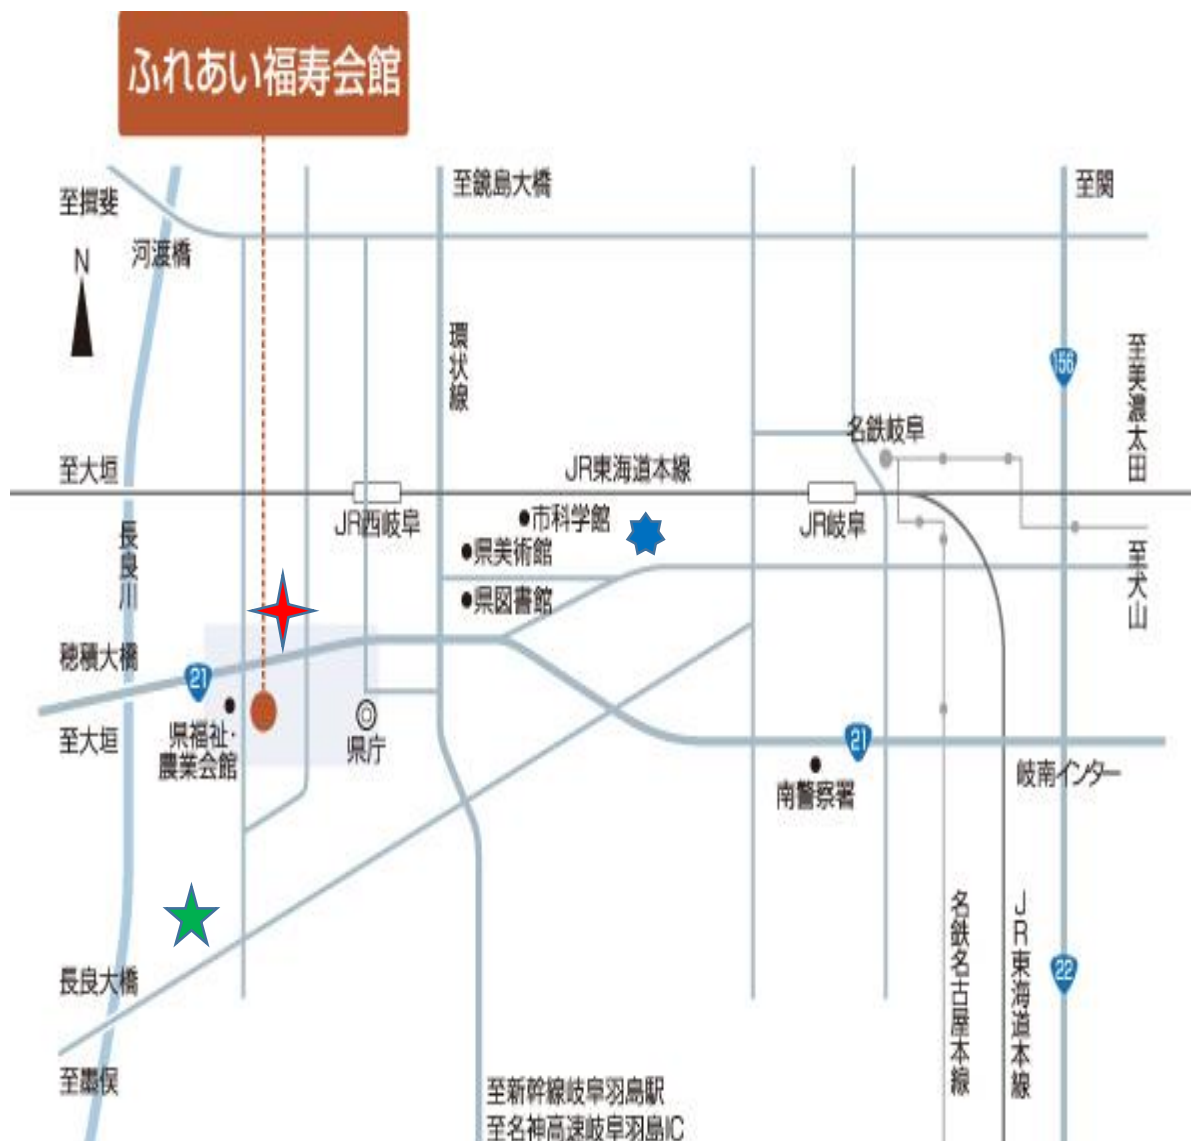 ふれあい福寿会館
至揖斐
至鏡島大橋
至関
河渡橋
N
環状線
156
至美濃太田
名鉄岐阜
至大垣
JR東海道本線
JR西岐阜
JR岐阜
市科学館
県美術館
県図書館
長良川
至犬山
穂積大橋
21
至大垣
県福祉・
農業会館
県庁
21
南警察署
岐南インター
長良大橋
名鉄名古屋本線
JR東海道本線
22
至墨俣
至新幹線岐阜羽島駅
至名神高速岐阜羽島IC